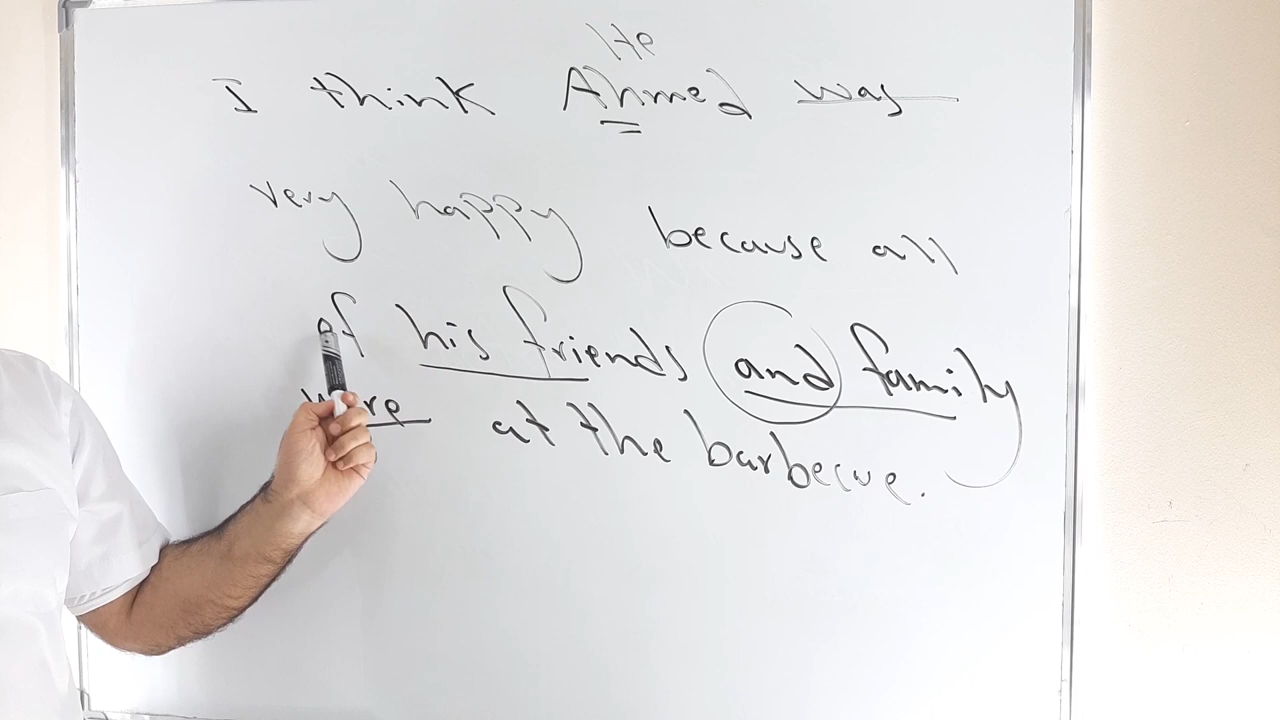 He
I think Ahmed was
very happy because all
of his friends and family
were at the barbecue.